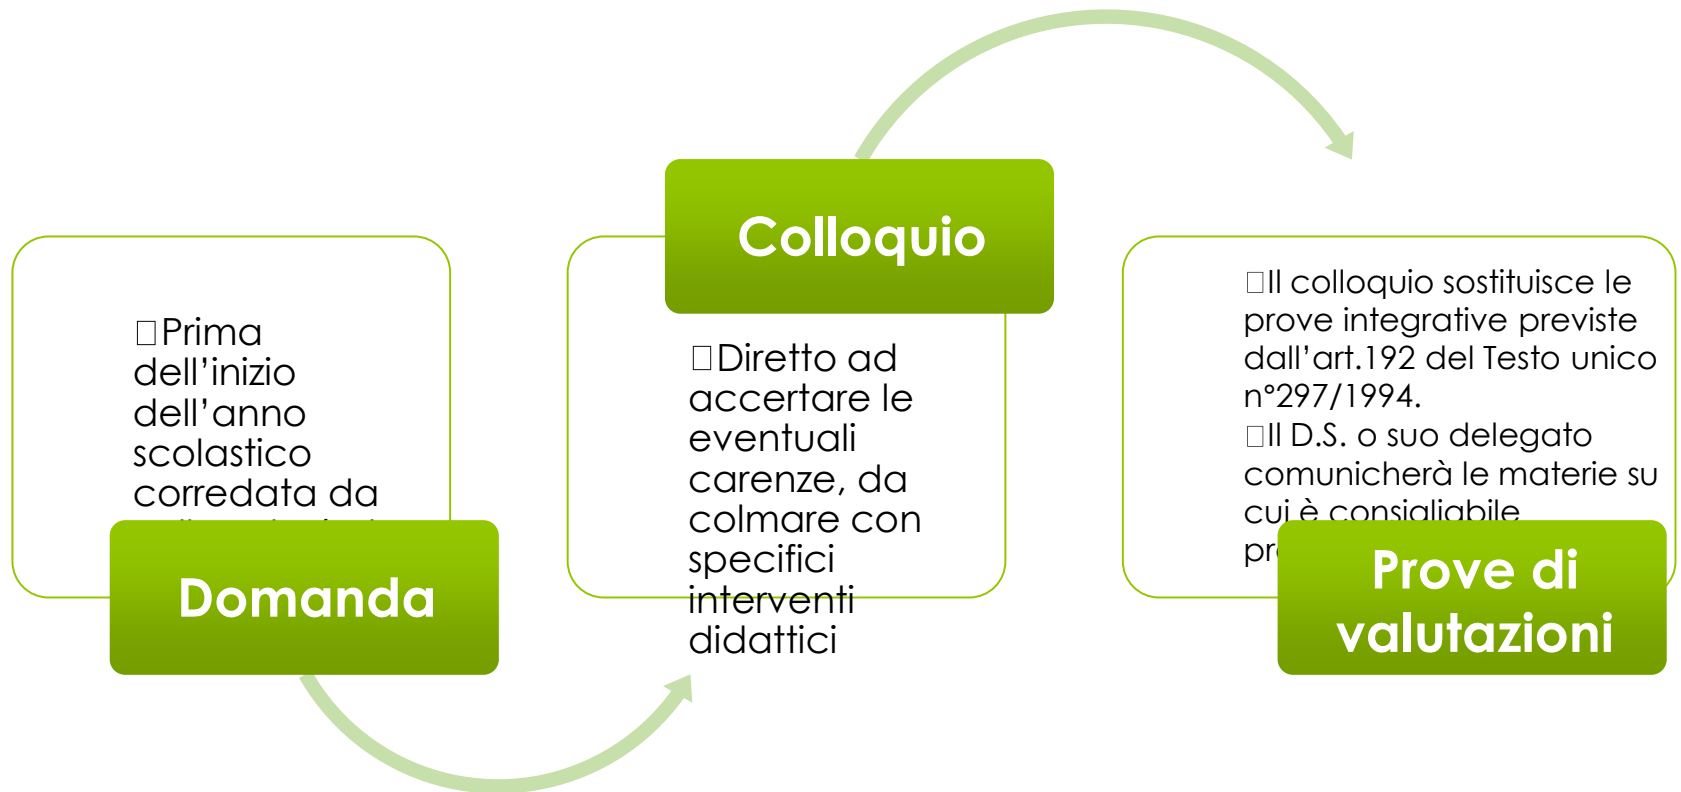 Prima
dell’inizio
dell’anno
scolastico
corredata da
Domanda
Colloquio
Diretto ad
accertare le
eventuali
carenze, da
colmare con
specifici
interventi
didattici
Il colloquio sostituisce le
prove integrative previste
dall’art.192 del Testo unico
n°297/1994.
Il D.S. o suo delegato
comunicherà le materie su
cui è consigliabile
Prove di
valutazioni